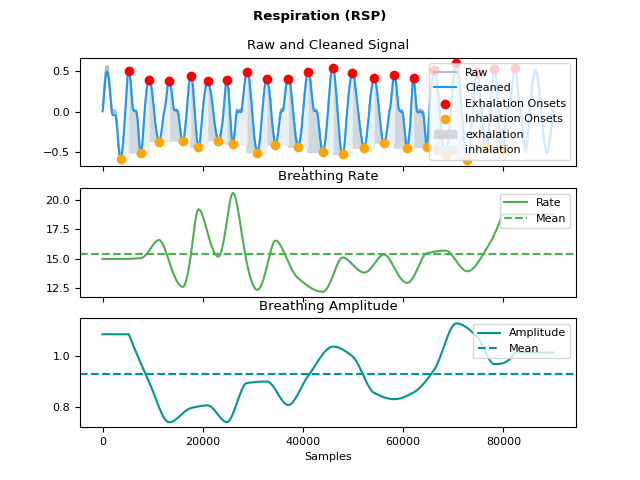 Respiration (RSP)
Raw and Cleaned Signal
0.5
0.0
−0.5
Raw
Cleaned
Exhalation Onsets
Inhalation Onsets
exhalation
inhalation
Breathing Rate
20.0
17.5
15.0
12.5
Rate
Mean
Breathing Amplitude
1.0
0.8
Amplitude
Mean
0 20000 40000 60000 80000
Samples